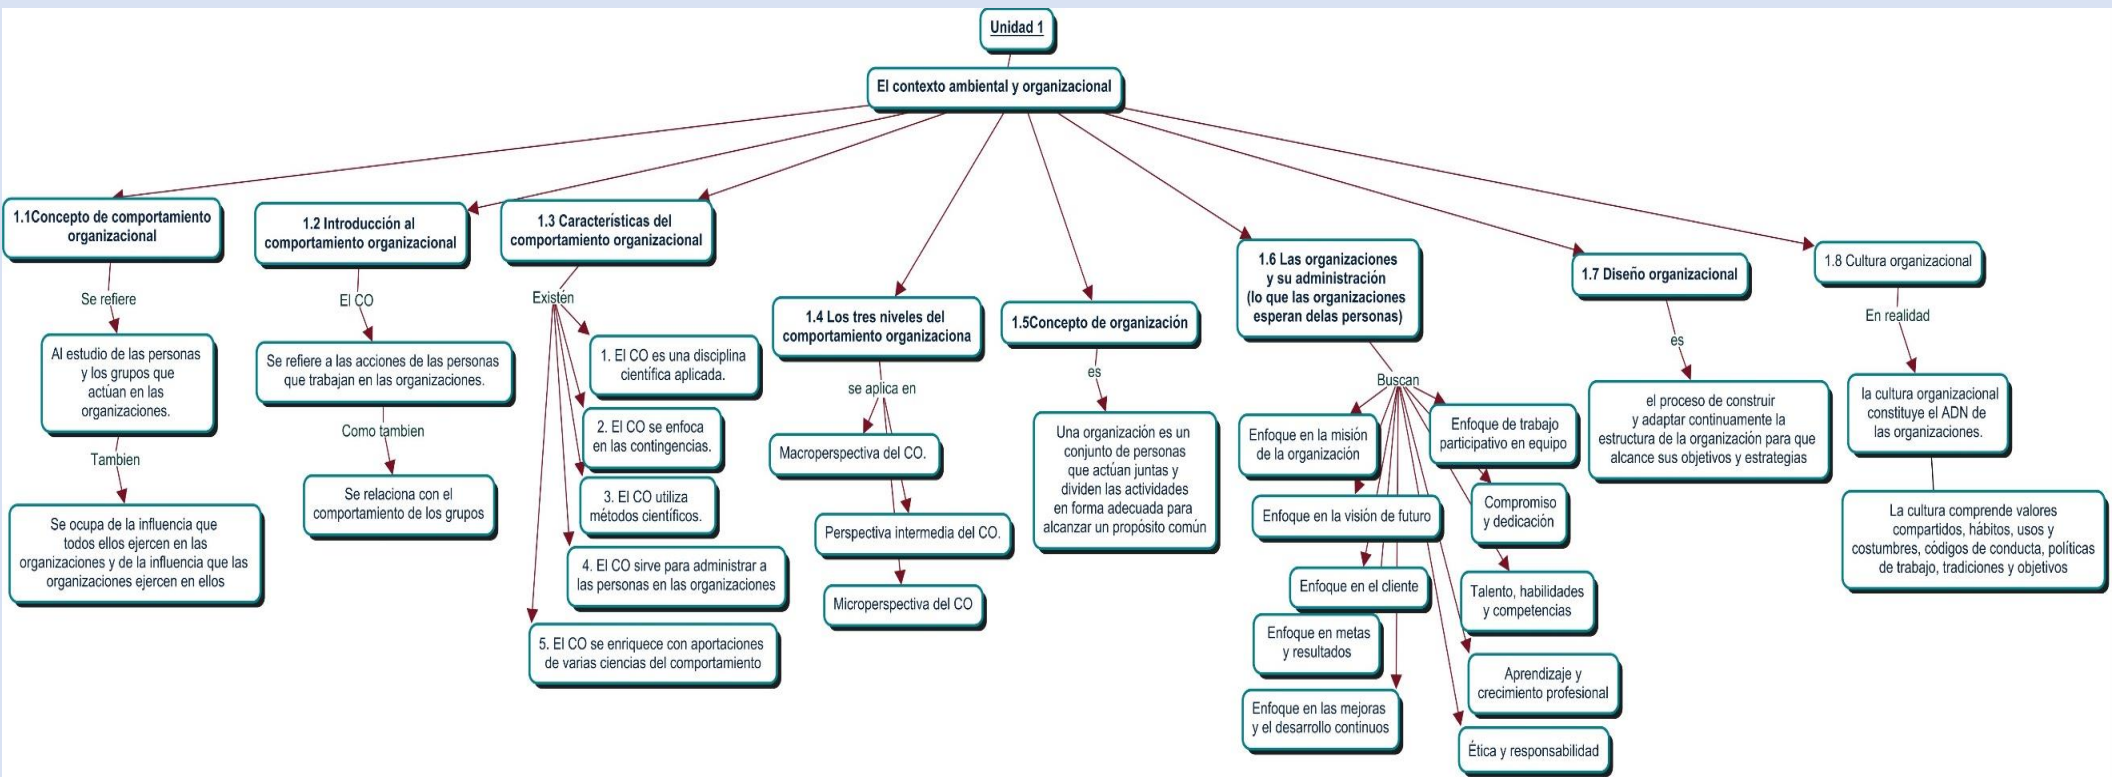 Unidad 1
El contexto ambiental y organizacional
1.1Concepto de comportamiento
organizacional
Se refiere
Al estudio de las personas
y los grupos que
actúan en las
organizaciones.
Tambien
Se ocupa de la influencia que
todos ellos ejercen en las
organizaciones y de la influencia que las
organizaciones ejercen en ellos
1.2 Introducción al
comportamiento organizacional
El CO
Se refiere a las acciones de las personas
que trabajan en las organizaciones.
Como tambien
Se relaciona con el
comportamiento de los grupos
1.3 Características del
comportamiento organizacional
Existen
1. El CO es una disciplina
científica aplicada.
2. El CO se enfoca
en las contingencias.
3. El CO utiliza
métodos científicos.
4. El CO sirve para administrar a
las personas en las organizaciones
5. El CO se enriquece con aportaciones
de varias ciencias del comportamiento
1.4 Los tres niveles del
comportamiento organizaciona
se aplica en
Macroperspectiva del CO.
Perspectiva intermedia del CO.
Microperspectiva del CO
1.5Concepto de organización
es
Una organización es un
conjunto de personas
que actúan juntas y
dividen las actividades
en forma adecuada para
alcanzar un propósito común
1.6 Las organizaciones
y su administración
(lo que las organizaciones
esperan delas personas)
Buscan
Enfoque en la misión
de la organización
Enfoque en la visión de futuro
Enfoque en el cliente
Enfoque en metas
y resultados
Enfoque en las mejoras
y el desarrollo continuos
Enfoque de trabajo
participativo en equipo
Compromiso
y dedicación
Talento, habilidades
y competencias
Aprendizaje y
crecimiento profesional
Ética y responsabilidad
1.7 Diseño organizacional
es
el proceso de construir
y adaptar continuamente la
estructura de la organización para que
alcance sus objetivos y estrategias
1.8 Cultura organizacional
En realidad
la cultura organizacional
constituye el ADN de
las organizaciones.
La cultura comprende valores
compartidos, hábitos, usos y
costumbres, códigos de conducta, políticas
de trabajo, tradiciones y objetivos